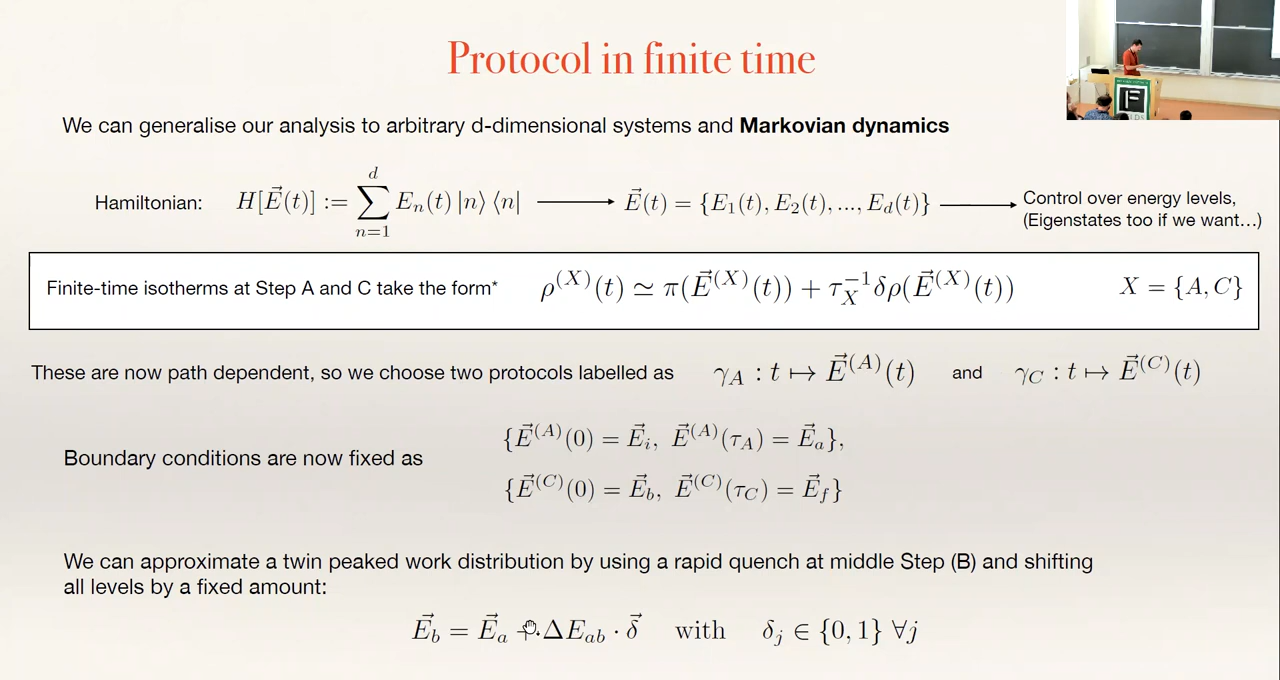 Protocol in finite time
We can generalise our analysis to arbitrary d-dimensional systems and Markovian dynamics
Hamiltonian: H[E⃗(t)] := ∑_{n=1}^{d} E_n(t) |n⟩ ⟨n| ⟶ E⃗(t) = {E_1(t), E_2(t), ..., E_d(t)} ⟶ Control over energy levels,
(Eigenstates too if we want…)
Finite-time isotherms at Step A and C take the form* ρ^{(X)}(t) ≃ π(E⃗^{(X)}(t)) + τ_X^{-1} δρ(E⃗^{(X)}(t)) X = {A, C}
These are now path dependent, so we choose two protocols labelled as γ_A : t ↦ E⃗^{(A)}(t) and γ_C : t ↦ E⃗^{(C)}(t)
Boundary conditions are now fixed as
{E⃗^{(A)}(0) = E⃗_i, E⃗^{(A)}(τ_A) = E⃗_a},
{E⃗^{(C)}(0) = E⃗_b, E⃗^{(C)}(τ_C) = E⃗_f}
We can approximate a twin peaked work distribution by using a rapid quench at middle Step (B) and shifting
all levels by a fixed amount:
E⃗_b = E⃗_a + ΔE_{ab} · δ⃗ with δ_j ∈ {0, 1} ∀j